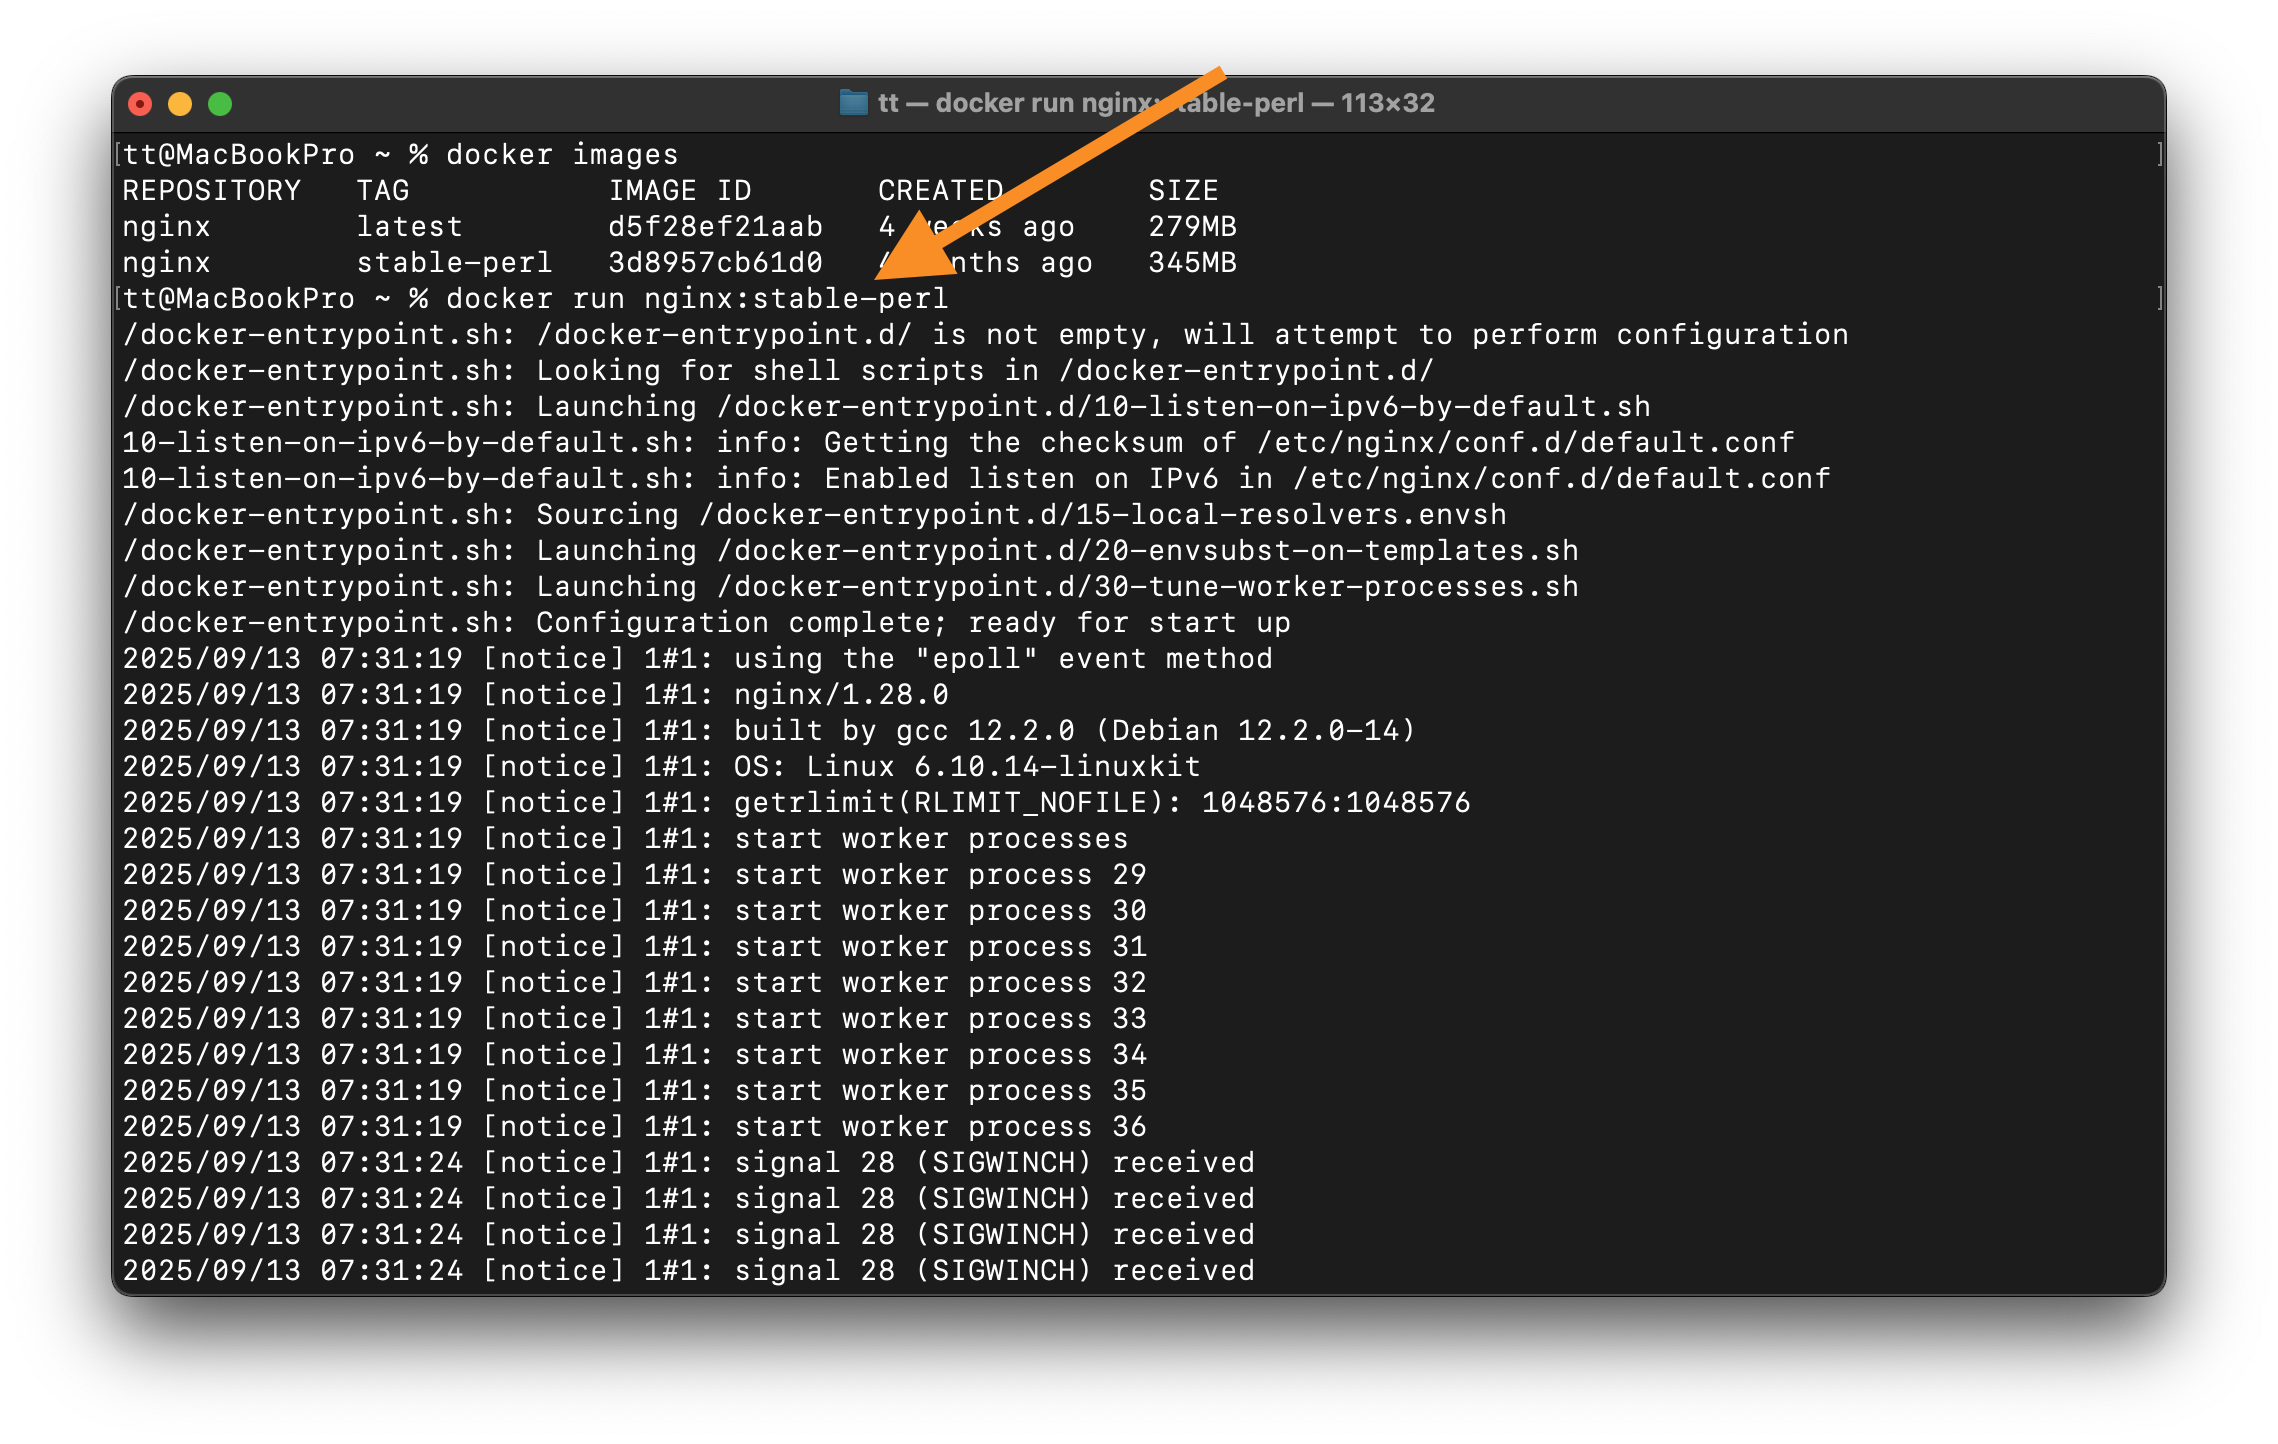 tt — docker run nginx:stable-perl — 113×32
tt@MacBookPro ~ % docker images
REPOSITORY   TAG           IMAGE ID       CREATED        SIZE
nginx        latest        d5f28ef21aab   4 weeks ago    279MB
nginx        stable-perl   3d8957cb61d0   4 months ago   345MB
tt@MacBookPro ~ % docker run nginx:stable-perl
/docker-entrypoint.sh: /docker-entrypoint.d/ is not empty, will attempt to perform configuration
/docker-entrypoint.sh: Looking for shell scripts in /docker-entrypoint.d/
/docker-entrypoint.sh: Launching /docker-entrypoint.d/10-listen-on-ipv6-by-default.sh
10-listen-on-ipv6-by-default.sh: info: Getting the checksum of /etc/nginx/conf.d/default.conf
10-listen-on-ipv6-by-default.sh: info: Enabled listen on IPv6 in /etc/nginx/conf.d/default.conf
/docker-entrypoint.sh: Sourcing /docker-entrypoint.d/15-local-resolvers.envsh
/docker-entrypoint.sh: Launching /docker-entrypoint.d/20-envsubst-on-templates.sh
/docker-entrypoint.sh: Launching /docker-entrypoint.d/30-tune-worker-processes.sh
/docker-entrypoint.sh: Configuration complete; ready for start up
2025/09/13 07:31:19 [notice] 1#1: using the "epoll" event method
2025/09/13 07:31:19 [notice] 1#1: nginx/1.28.0
2025/09/13 07:31:19 [notice] 1#1: built by gcc 12.2.0 (Debian 12.2.0-14)
2025/09/13 07:31:19 [notice] 1#1: OS: Linux 6.10.14-linuxkit
2025/09/13 07:31:19 [notice] 1#1: getrlimit(RLIMIT_NOFILE): 1048576:1048576
2025/09/13 07:31:19 [notice] 1#1: start worker processes
2025/09/13 07:31:19 [notice] 1#1: start worker process 29
2025/09/13 07:31:19 [notice] 1#1: start worker process 30
2025/09/13 07:31:19 [notice] 1#1: start worker process 31
2025/09/13 07:31:19 [notice] 1#1: start worker process 32
2025/09/13 07:31:19 [notice] 1#1: start worker process 33
2025/09/13 07:31:19 [notice] 1#1: start worker process 34
2025/09/13 07:31:19 [notice] 1#1: start worker process 35
2025/09/13 07:31:19 [notice] 1#1: start worker process 36
2025/09/13 07:31:24 [notice] 1#1: signal 28 (SIGWINCH) received
2025/09/13 07:31:24 [notice] 1#1: signal 28 (SIGWINCH) received
2025/09/13 07:31:24 [notice] 1#1: signal 28 (SIGWINCH) received
2025/09/13 07:31:24 [notice] 1#1: signal 28 (SIGWINCH) received